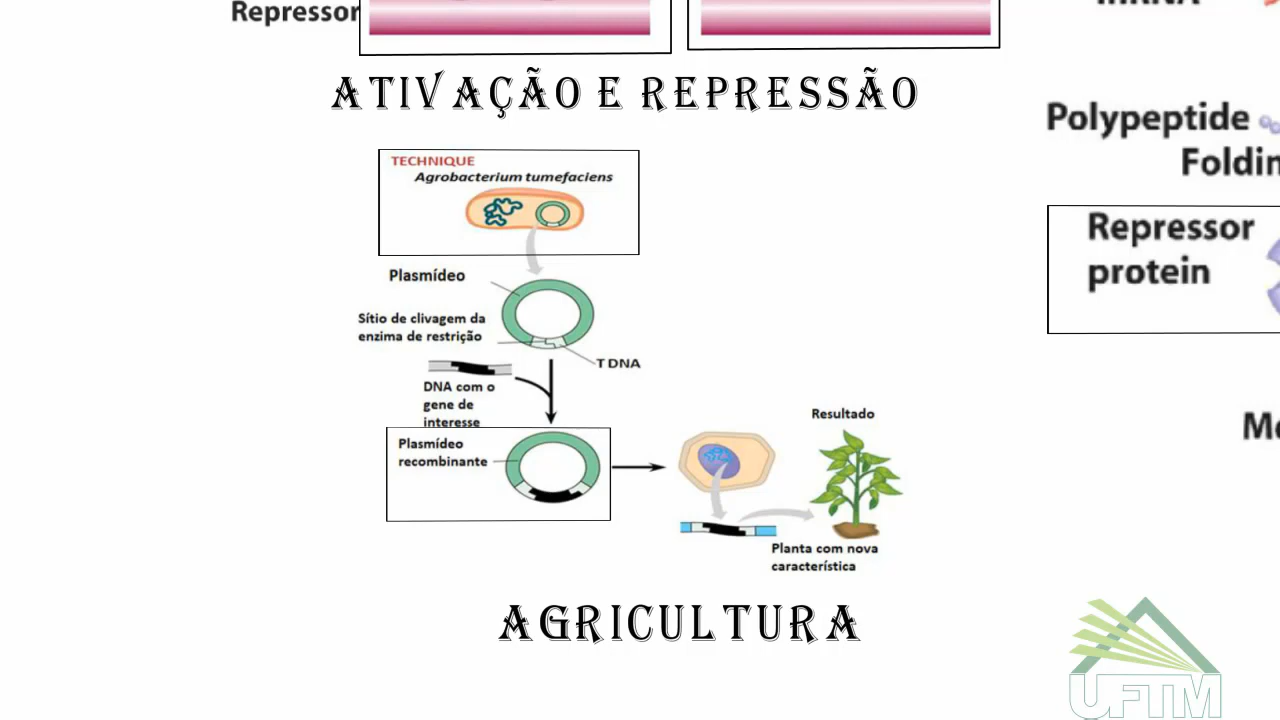 Repressor
mRNA
ATIVAÇÃO E REPRESSÃO
Polypeptide
Foldin
TECHNIQUE
Agrobacterium tumefaciens
Repressor
protein
Plasmídeo
Sítio de clivagem da
enzima de restrição
T DNA
DNA com o
gene de
interesse
Plasmídeo
recombinante
Resultado
Planta com nova
característica
AGRICULTURA
UFTM